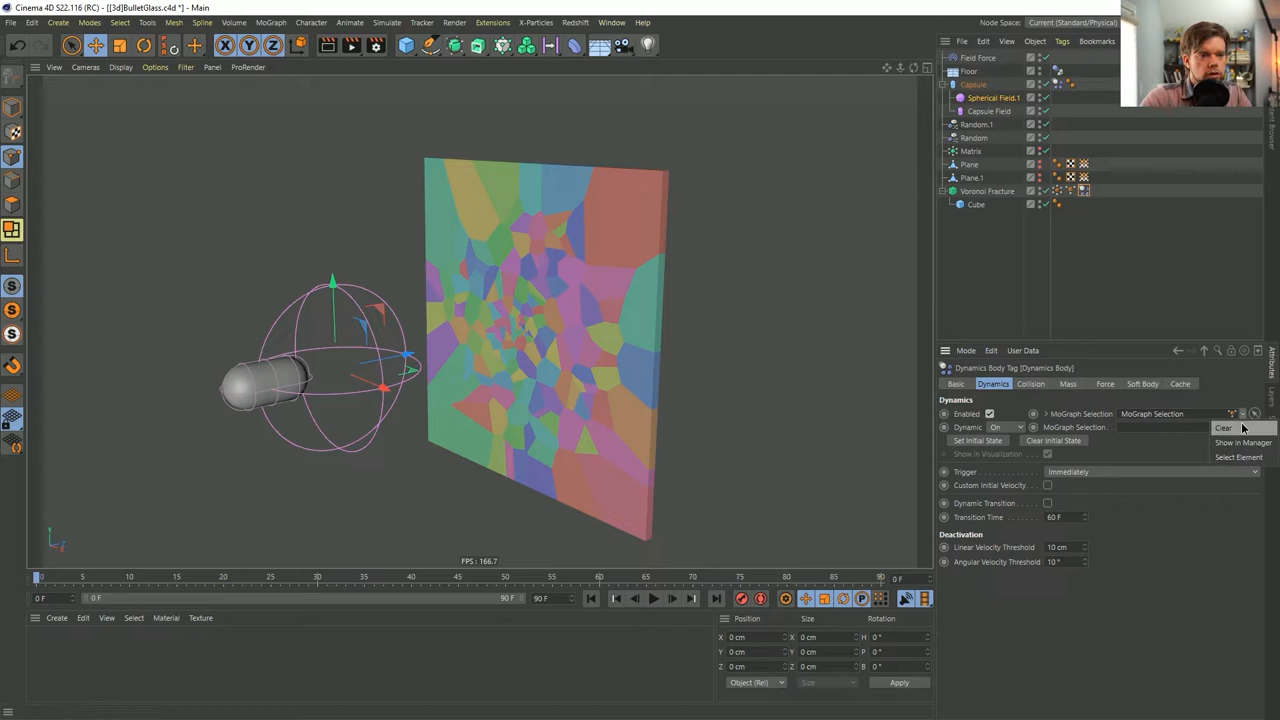 Cinema 4D S22.116 (RC - R22) - [[3d]BulletGlass.c4d *] - Main
File Edit Create Modes Select Tools Mesh Spline Volume MoGraph Character Animate Simulate Tracker Render Extensions X-Particles Redshift Window Help
Node Space: Current (Standard/Physical)
View Cameras Display Options Filter Panel ProRender
File Edit View Object Tags Bookmarks
Field Force
Floor
Capsule
Spherical Field.1
Capsule Field
Random.1
Random
Matrix
Plane
Plane.1
Voronoi Fracture
Cube
Mode Edit User Data
Dynamics Body Tag [Dynamics Body]
Basic Dynamics Collision Mass Force Soft Body Cache
Dynamics
Enabled MoGraph Selection MoGraph Selection
Dynamic On MoGraph Selection
Clear
Set Initial State Clear Initial State
Show in Manager
Show in Visualization
Select Element
Trigger Immediately
Custom Initial Velocity
Dynamic Transition
Transition Time 60 F
Deactivation
Linear Velocity Threshold 10 cm
Angular Velocity Threshold 10 °
Attributes
Layers
FPS : 166.7
0 5 10 15 20 25 30 35 40 45 50 55 60 65 70 75 80 85 90 0 F
0 F 0 F 90 F 90 F
Create Edit View Select Material Texture
Position Size Rotation
X 0 cm X 0 cm H 0 °
Y 0 cm Y 0 cm P 0 °
Z 0 cm Z 0 cm B 0 °
Object (Rel) Size Apply